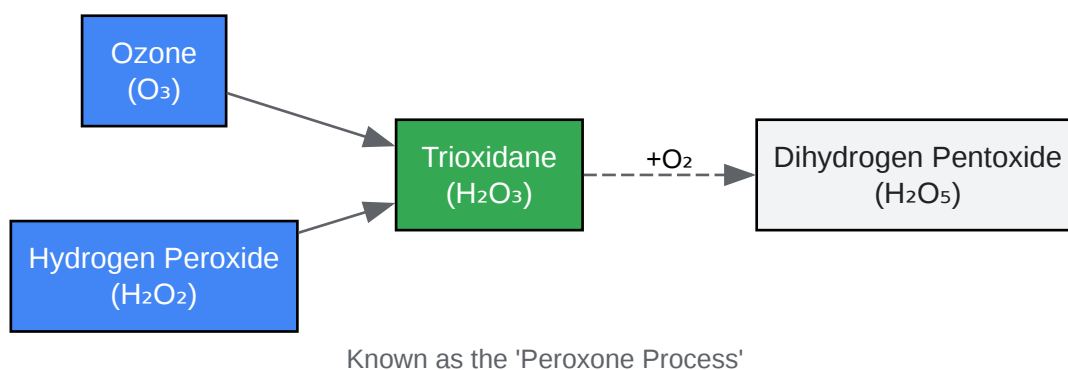 Ozone
(O₃)
Hydrogen Peroxide
(H₂O₂)
Trioxidane
(H₂O₃)
+O₂
Dihydrogen Pentoxide
(H₂O₅)
Known as the 'Peroxone Process'